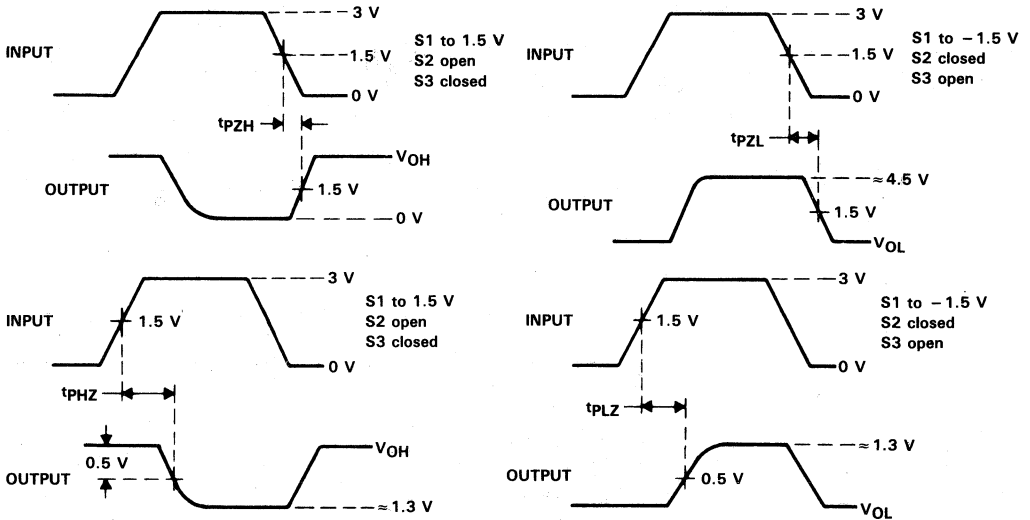 INPUT
3 V
1.5 V
0 V
S1 to 1.5 V
S2 open
S3 closed
tPZH
OUTPUT
VOH
1.5 V
0 V
INPUT
3 V
1.5 V
0 V
S1 to −1.5 V
S2 closed
S3 open
tPZL
OUTPUT
≈4.5 V
1.5 V
VOL
INPUT
3 V
1.5 V
0 V
S1 to 1.5 V
S2 open
S3 closed
tPHZ
OUTPUT
0.5 V
VOH
≈1.3 V
INPUT
3 V
1.5 V
0 V
S1 to −1.5 V
S2 closed
S3 open
tPLZ
OUTPUT
≈1.3 V
0.5 V
VOL